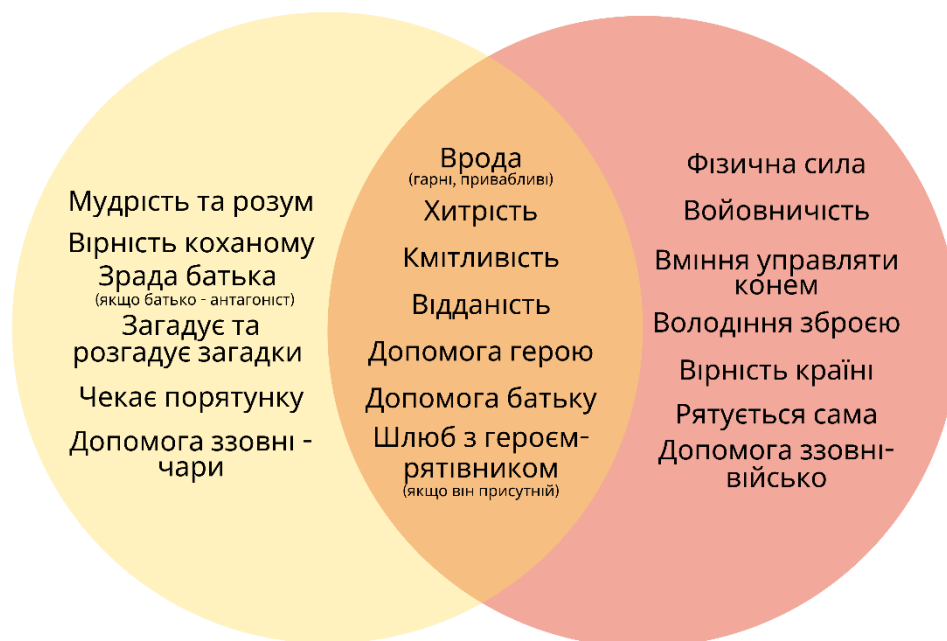 Мудрість та розум
Вірність коханому
Зрада батька
(якщо батько - антагоніст)
Загадує та
розгадує загадки
Чекає порятунку
Допомога ззовні -
чари
Врода
(гарні, привабливі)
Хитрість
Кмітливість
Відданість
Допомога герою
Допомога батьку
Шлюб з героєм-
рятівником
(якщо він присутній)
Фізична сила
Войовничість
Вміння управляти
конем
Володіння зброєю
Вірність країні
Рятується сама
Допомога ззовні-
військо